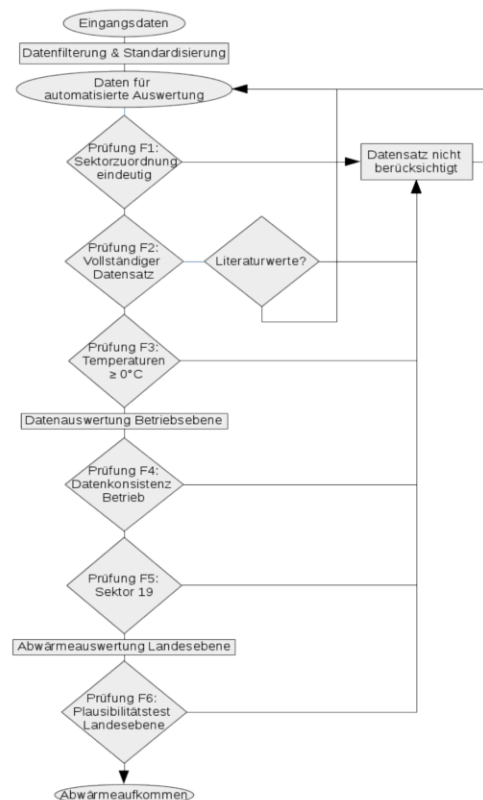 Eingangsdaten
Datenfilterung & Standardisierung
Daten für
automatisierte Auswertung
Prüfung F1:
Sektorzuordnung
eindeutig
Datensatz nicht
berücksichtigt
Prüfung F2:
Vollständiger
Datensatz
Literaturwerte?
Prüfung F3:
Temperaturen
≥ 0°C
Datenauswertung Betriebsebene
Prüfung F4:
Datenkonsistenz
Betrieb
Prüfung F5:
Sektor 19
Abwärmeauswertung Landesebene
Prüfung F6:
Plausibilitätstest
Landesebene
Abwärmeaufkommen